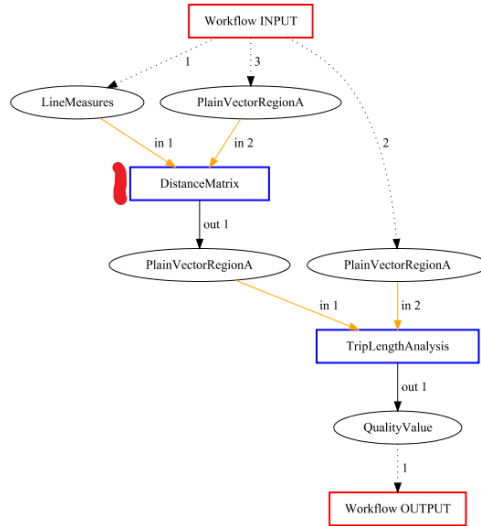 Workflow INPUT
1
3
2
LineMeasures
PlainVectorRegionA
in 1
in 2
DistanceMatrix
out 1
PlainVectorRegionA
PlainVectorRegionA
in 1
in 2
TripLengthAnalysis
out 1
QualityValue
1
Workflow OUTPUT